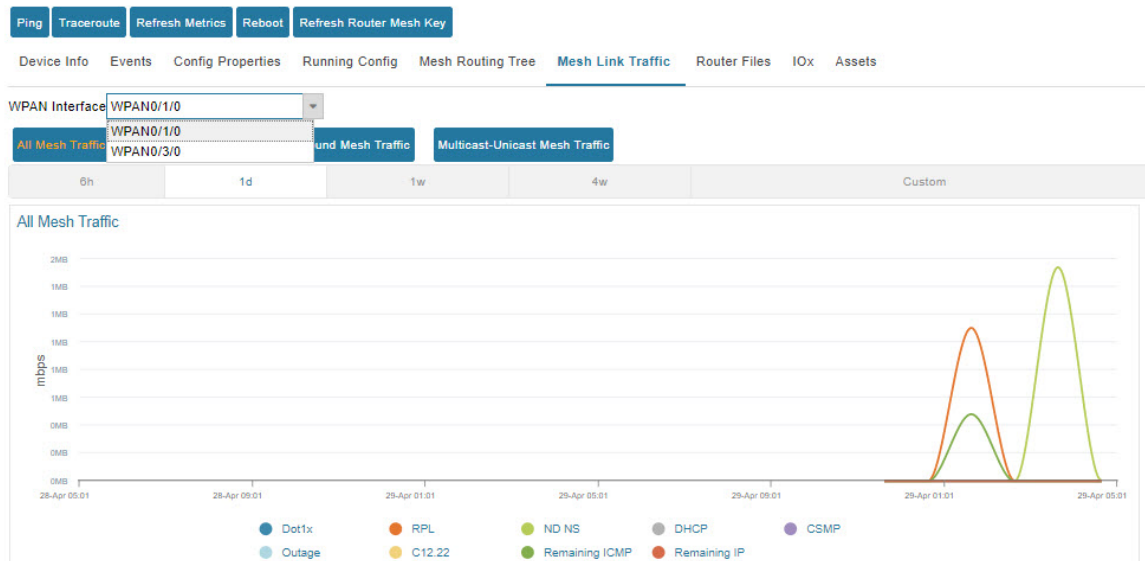 Ping Traceroute Refresh Metrics Reboot Refresh Router Mesh Key
Device Info Events Config Properties Running Config Mesh Routing Tree Mesh Link Traffic Router Files IOx Assets
WPAN Interface WPAN0/1/0
WPAN0/1/0
WPAN0/3/0
All Mesh Traffic und Mesh Traffic Multicast-Unicast Mesh Traffic
6h 1d 1w 4w Custom
All Mesh Traffic
2MB
1MB
1MB
1MB
1MB
1MB
0MB
0MB
0MB
mbps
28-Apr 05:01 28-Apr 09:01 29-Apr 01:01 29-Apr 05:01 29-Apr 09:01 29-Apr 01:01 29-Apr 05:01
Dot1x RPL ND NS DHCP CSMP
Outage C12.22 Remaining ICMP Remaining IP